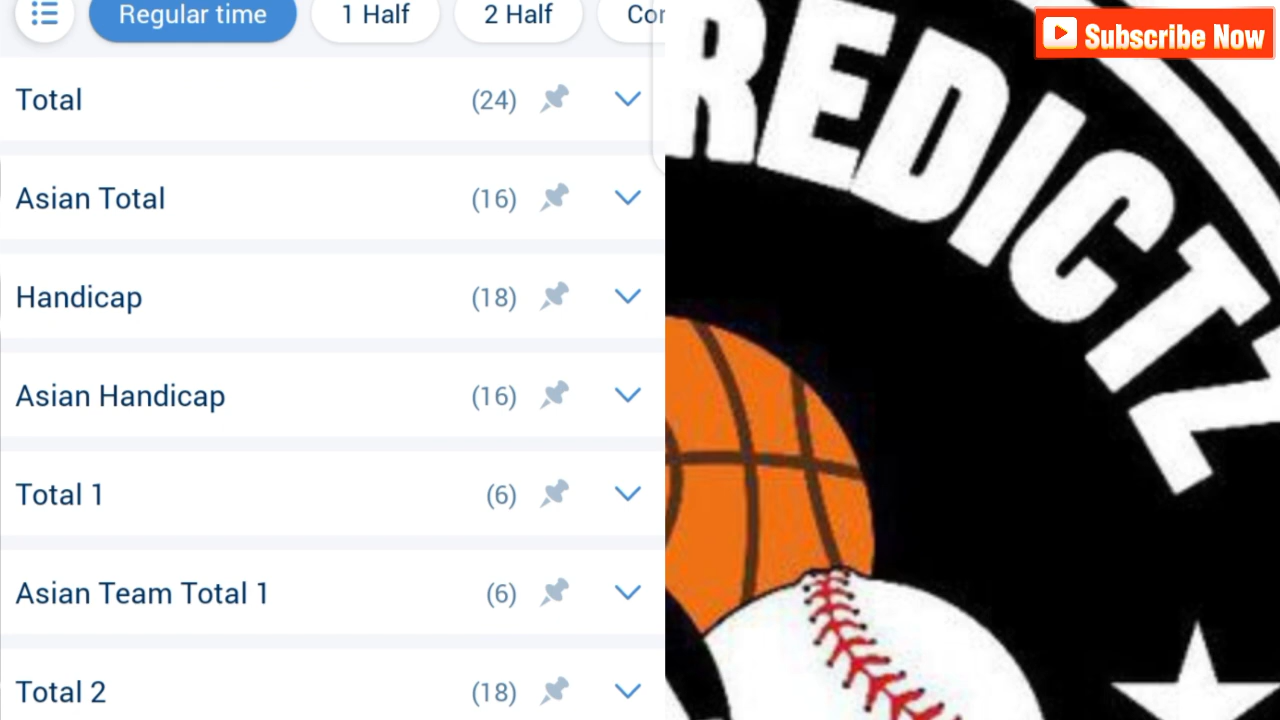 Regular time
1 Half
2 Half
Total (24)
Asian Total (16)
Handicap (18)
Asian Handicap (16)
Total 1 (6)
Asian Team Total 1 (6)
Total 2 (18)
REDICTZ
Subscribe Now